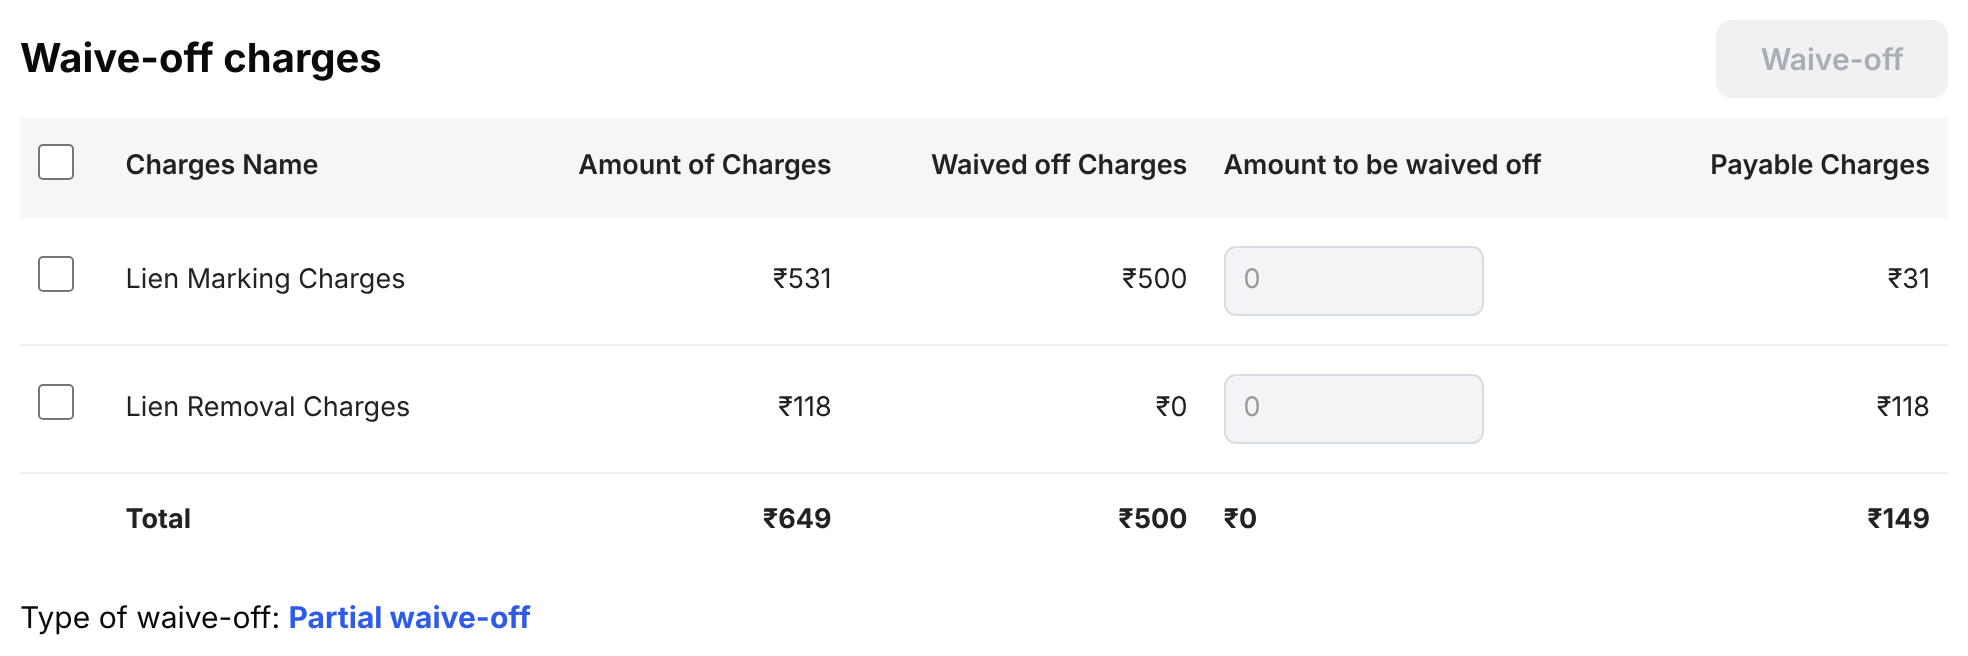 Waive-off charges
Waive-off
Charges Name Amount of Charges Waived off Charges Amount to be waived off Payable Charges
Lien Marking Charges ₹531 ₹500 0 ₹31
Lien Removal Charges ₹118 ₹0 0 ₹118
Total ₹649 ₹500 ₹0 ₹149
Type of waive-off: Partial waive-off